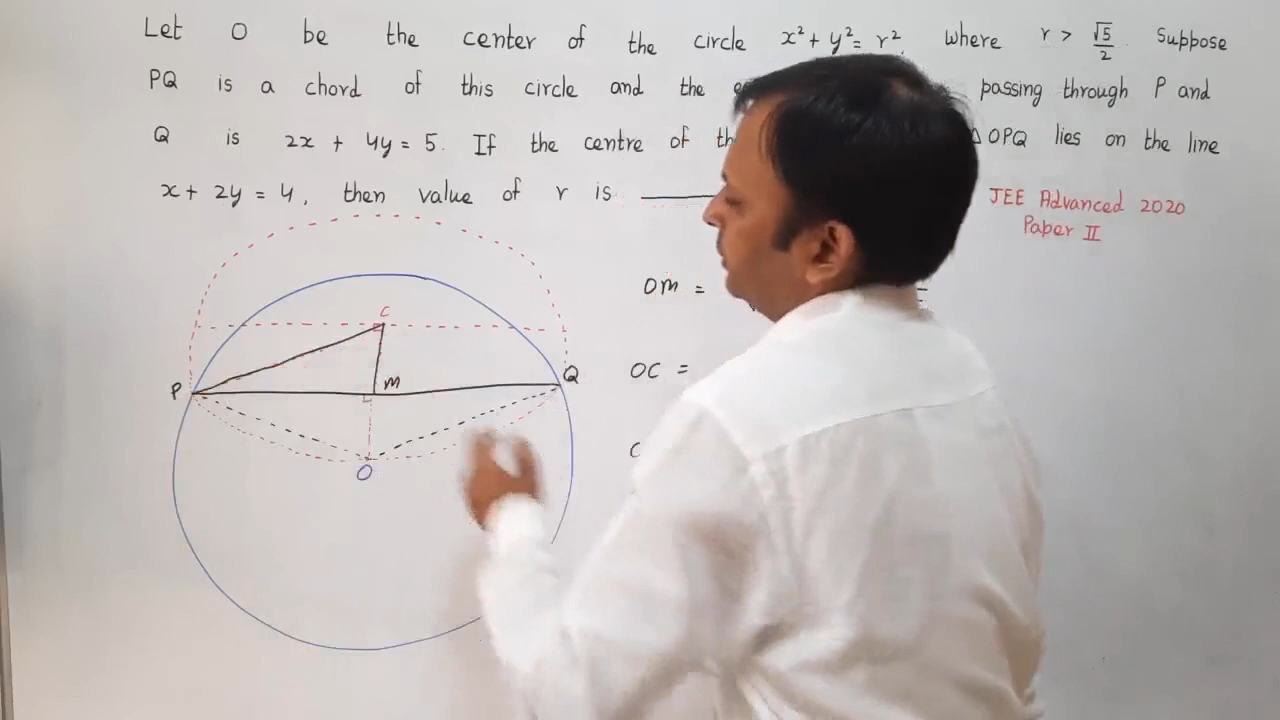 Let O be the center of the circle x² + y² = r², where r > √5/2. Suppose
PQ is a chord of this circle and the passing through P and
Q is 2x + 4y = 5. If the centre of OPQ lies on the line
x + 2y = 4, then value of r is
JEE Advanced 2020
Paper II
OM =
C
M
P
Q
OC =
O